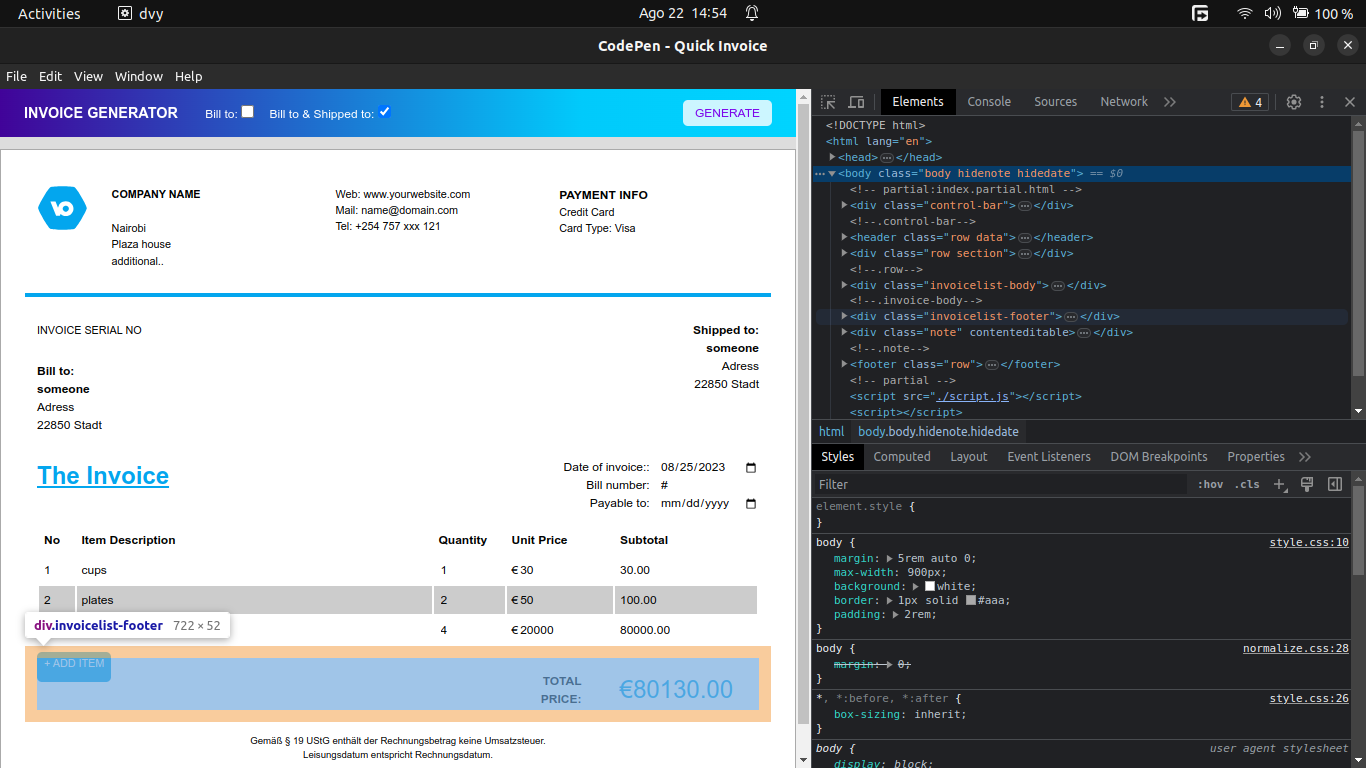 Activities dvy Ago 22 14:54 100 %
CodePen - Quick Invoice
File Edit View Window Help
INVOICE GENERATOR Bill to: Bill to & Shipped to: GENERATE
VO
COMPANY NAME
Nairobi
Plaza house
additional..
Web: www.yourwebsite.com
Mail: name@domain.com
Tel: +254 757 xxx 121
PAYMENT INFO
Credit Card
Card Type: Visa
INVOICE SERIAL NO
Bill to:
someone
Adress
22850 Stadt
Shipped to:
someone
Adress
22850 Stadt
The Invoice
Date of invoice:: 08/25/2023
Bill number: #
Payable to: mm/dd/yyyy
No Item Description Quantity Unit Price Subtotal
1 cups 1 €30 30.00
2 plates 2 €50 100.00
4 €20000 80000.00
div.invoicelist-footer 722 × 52
+ ADD ITEM
TOTAL
PRICE:
€80130.00
Gemäß § 19 UStG enthält der Rechnungsbetrag keine Umsatzsteuer.
Leisungsdatum entspricht Rechnungsdatum.
Elements Console Sources Network 4
<!DOCTYPE html>
<html lang="en">
<head>…</head>
<body class="body hidenote hidedate"> == $0
<!-- partial:index.partial.html -->
<div class="control-bar">…</div>
<!--.control-bar-->
<header class="row data">…</header>
<div class="row section">…</div>
<!--.row-->
<div class="invoicelist-body">…</div>
<!--.invoice-body-->
<div class="invoicelist-footer">…</div>
<div class="note" contenteditable>…</div>
<!--.note-->
<footer class="row">…</footer>
<!-- partial -->
<script src="./script.js"></script>
<script></script>
html body.body.hidenote.hidedate
Styles Computed Layout Event Listeners DOM Breakpoints Properties
Filter :hov .cls
element.style {
}
body { style.css:10
margin: 5rem auto 0;
max-width: 900px;
background: white;
border: 1px solid #aaa;
padding: 2rem;
}
body { normalize.css:28
margin: 0;
}
*, *:before, *:after { style.css:26
box-sizing: inherit;
}
body { user agent stylesheet
display: block;